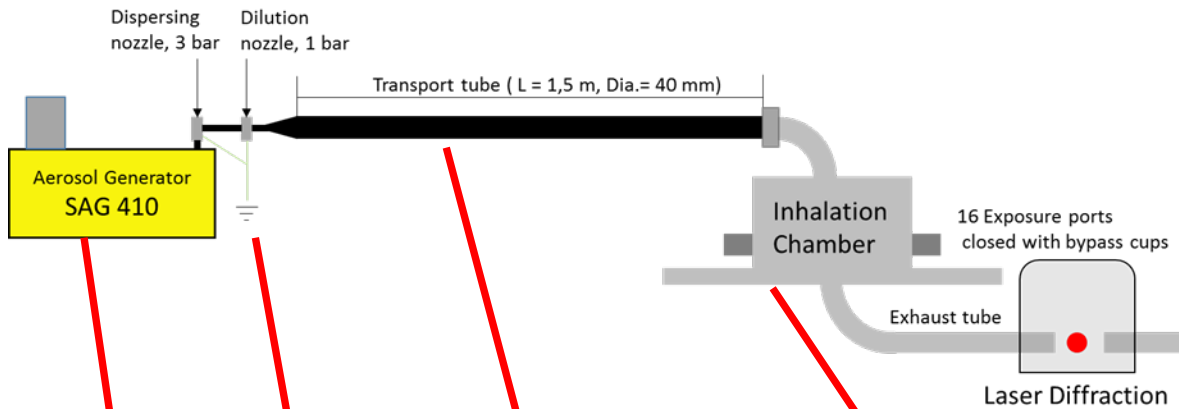 Dispersing
nozzle, 3 bar
Dilution
nozzle, 1 bar
Transport tube ( L = 1,5 m, Dia.= 40 mm)
Aerosol Generator
SAG 410
Inhalation
Chamber
16 Exposure ports
closed with bypass cups
Exhaust tube
Laser Diffraction